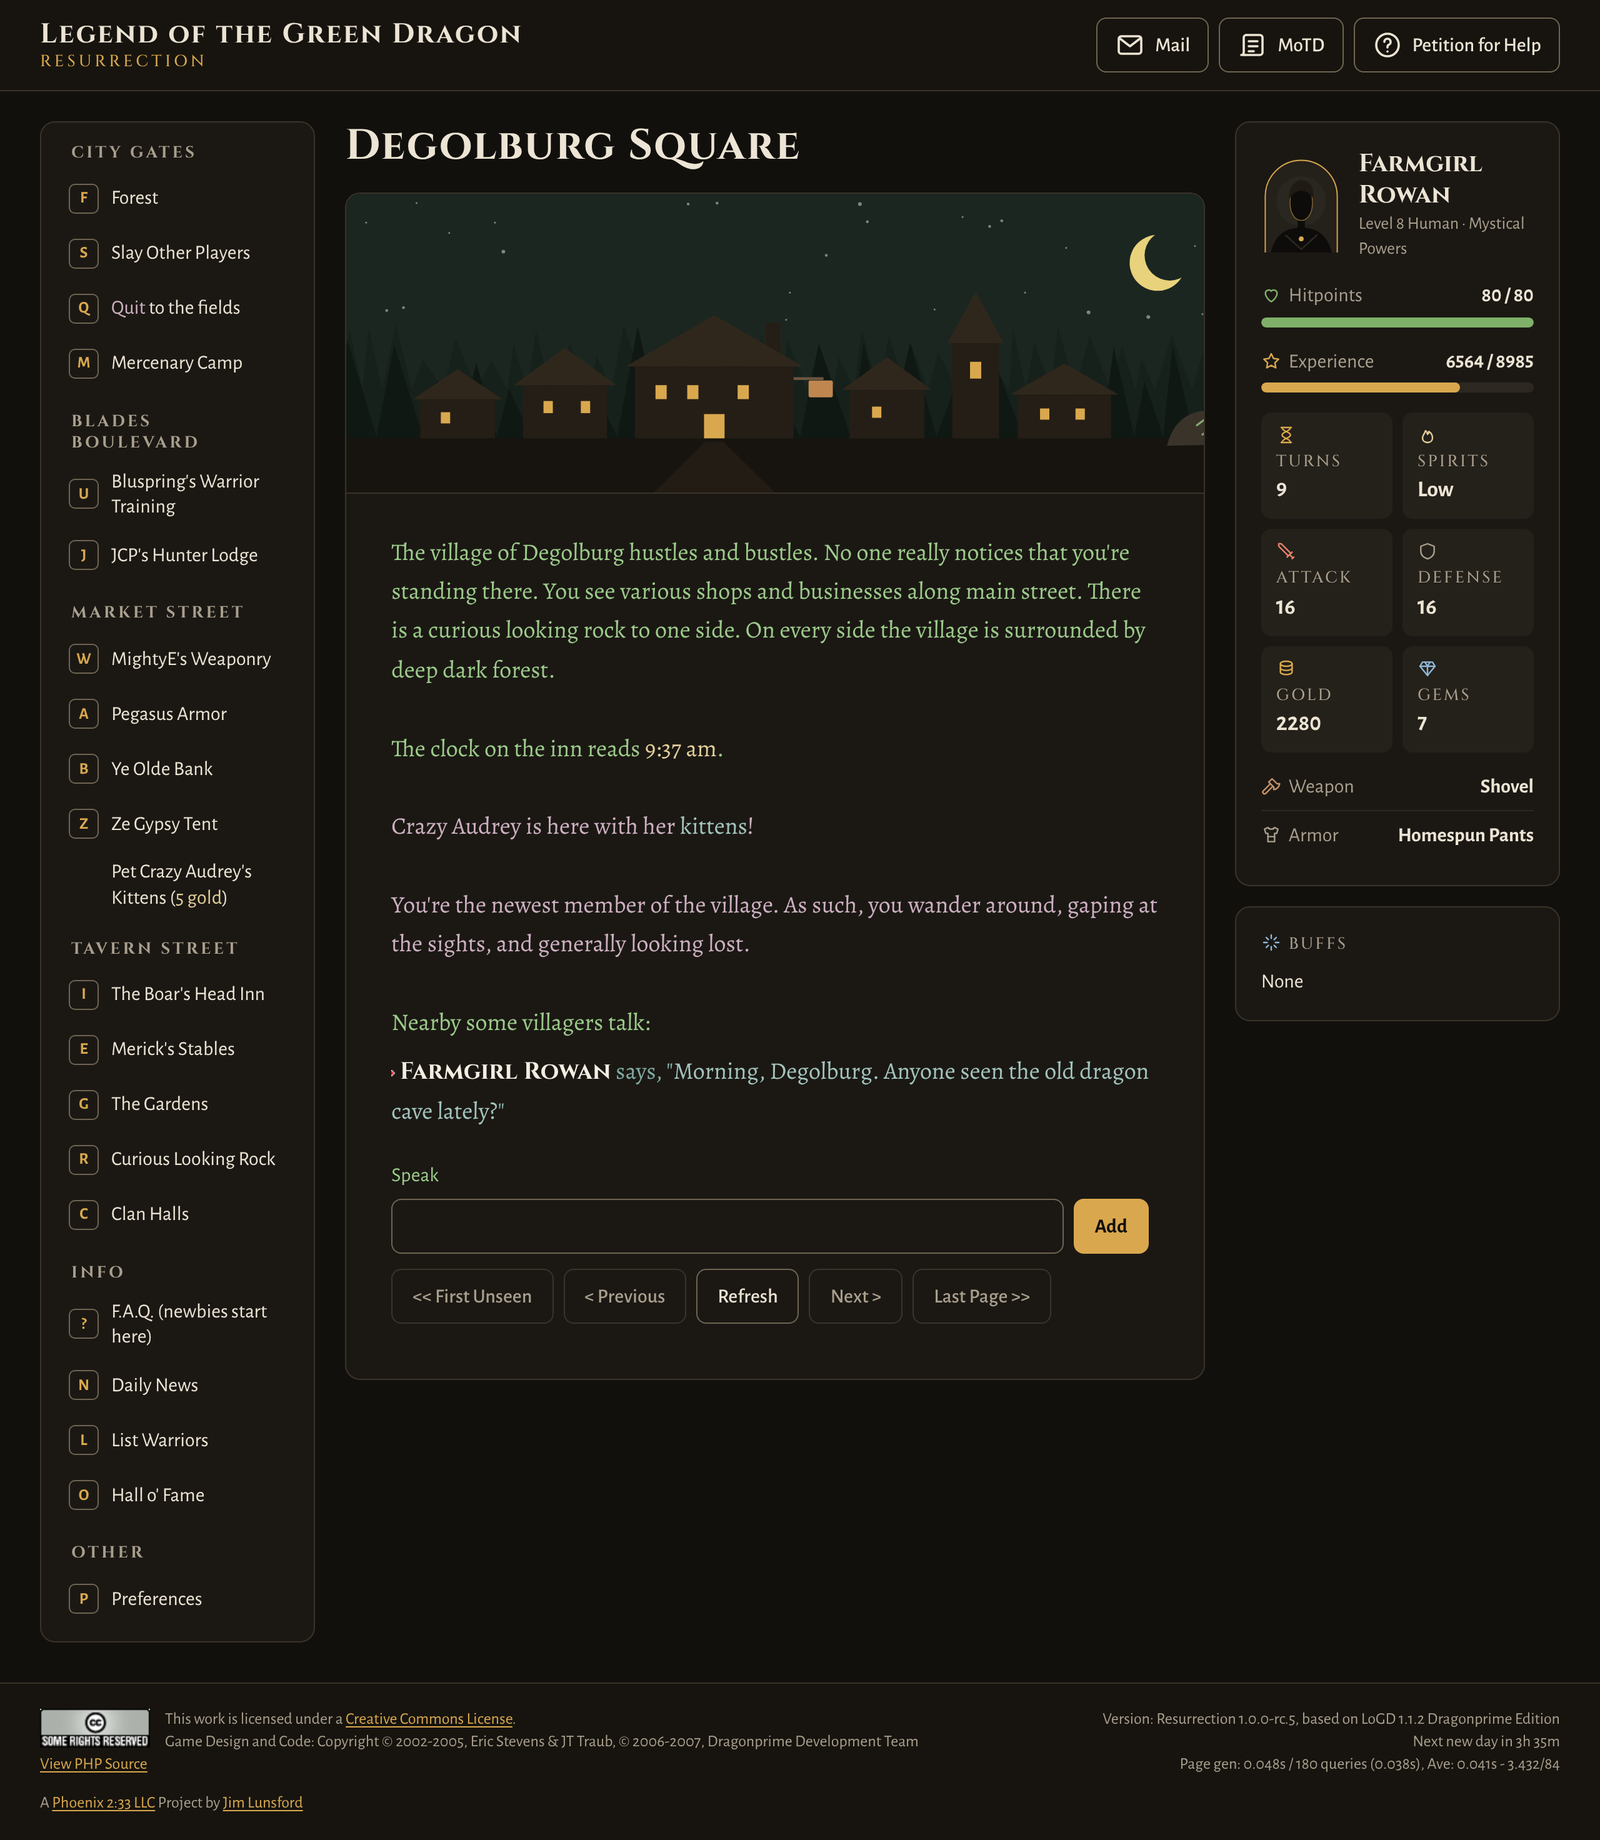 Legend of the Green Dragon
RESURRECTION
Mail
MoTD
Petition for Help
CITY GATES
F Forest
S Slay Other Players
Q Quit to the fields
M Mercenary Camp
BLADES
BOULEVARD
U Bluspring's Warrior
Training
J JCP's Hunter Lodge
MARKET STREET
W MightyE's Weaponry
A Pegasus Armor
B Ye Olde Bank
Z Ze Gypsy Tent
Pet Crazy Audrey's
Kittens (5 gold)
TAVERN STREET
I The Boar's Head Inn
E Merick's Stables
G The Gardens
R Curious Looking Rock
C Clan Halls
INFO
? F.A.Q. (newbies start
here)
N Daily News
L List Warriors
O Hall o' Fame
OTHER
P Preferences
Degolburg Square
The village of Degolburg hustles and bustles. No one really notices that you're
standing there. You see various shops and businesses along main street. There
is a curious looking rock to one side. On every side the village is surrounded by
deep dark forest.
The clock on the inn reads 9:37 am.
Crazy Audrey is here with her kittens!
You're the newest member of the village. As such, you wander around, gaping at
the sights, and generally looking lost.
Nearby some villagers talk:
› Farmgirl Rowan says, "Morning, Degolburg. Anyone seen the old dragon
cave lately?"
Speak
Add
<< First Unseen
< Previous
Refresh
Next >
Last Page >>
Farmgirl
Rowan
Level 8 Human · Mystical
Powers
Hitpoints 80 / 80
Experience 6564 / 8985
TURNS
9
SPIRITS
Low
ATTACK
16
DEFENSE
16
GOLD
2280
GEMS
7
Weapon Shovel
Armor Homespun Pants
BUFFS
None
cc
SOME RIGHTS RESERVED
This work is licensed under a Creative Commons License.
Game Design and Code: Copyright © 2002-2005, Eric Stevens & JT Traub, © 2006-2007, Dragonprime Development Team
View PHP Source
A Phoenix 2:33 LLC Project by Jim Lunsford
Version: Resurrection 1.0.0-rc.5, based on LoGD 1.1.2 Dragonprime Edition
Next new day in 3h 35m
Page gen: 0.048s / 180 queries (0.038s), Ave: 0.041s - 3.432/84